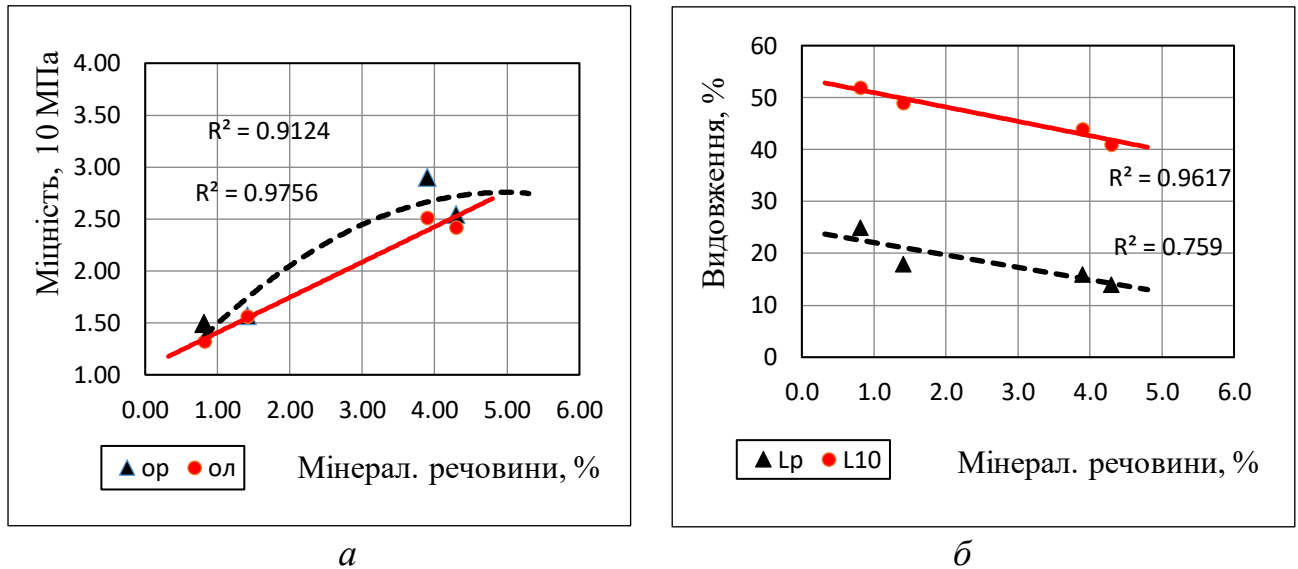 Міцність, 10 МПа
4.00
3.50
3.00
2.50
2.00
1.50
1.00
R² = 0.9124
R² = 0.9756
0.00 1.00 2.00 3.00 4.00 5.00 6.00
ор ол
Мінерал. речовини, %
а
Видовження, %
60
50
40
30
20
10
0
R² = 0.9617
R² = 0.759
0.0 1.0 2.0 3.0 4.0 5.0 6.0
Lp L10
Мінерал. речовини, %
б